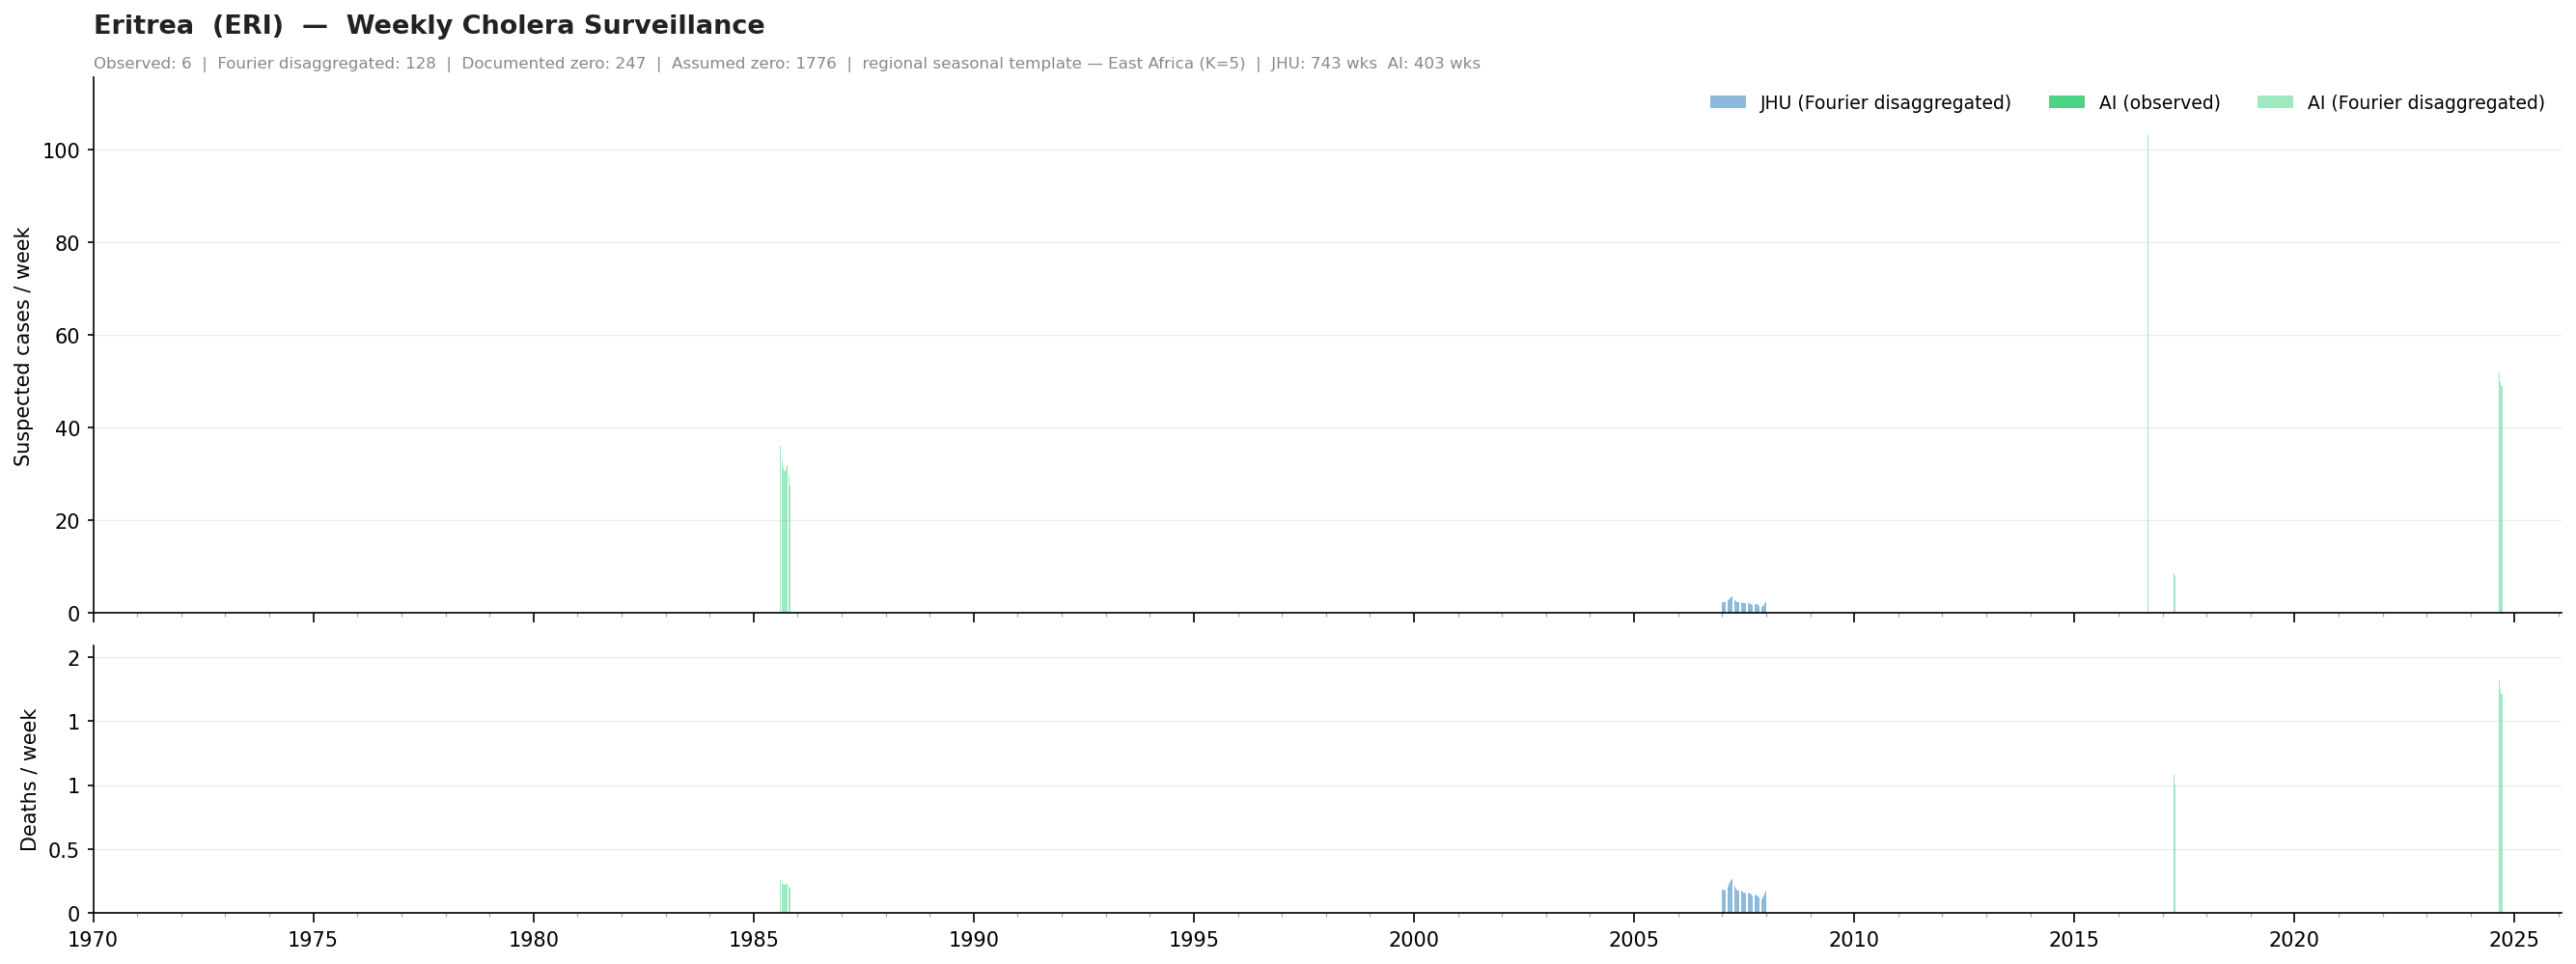 Eritrea (ERI) — Weekly Cholera Surveillance
Observed: 6 | Fourier disaggregated: 128 | Documented zero: 247 | Assumed zero: 1776 | regional seasonal template — East Africa (K=5) | JHU: 743 wks AI: 403 wks
JHU (Fourier disaggregated) AI (observed) AI (Fourier disaggregated)
Suspected cases / week
100
80
60
40
20
0
Deaths / week
2
1
1
0.5
0
1970 1975 1980 1985 1990 1995 2000 2005 2010 2015 2020 2025